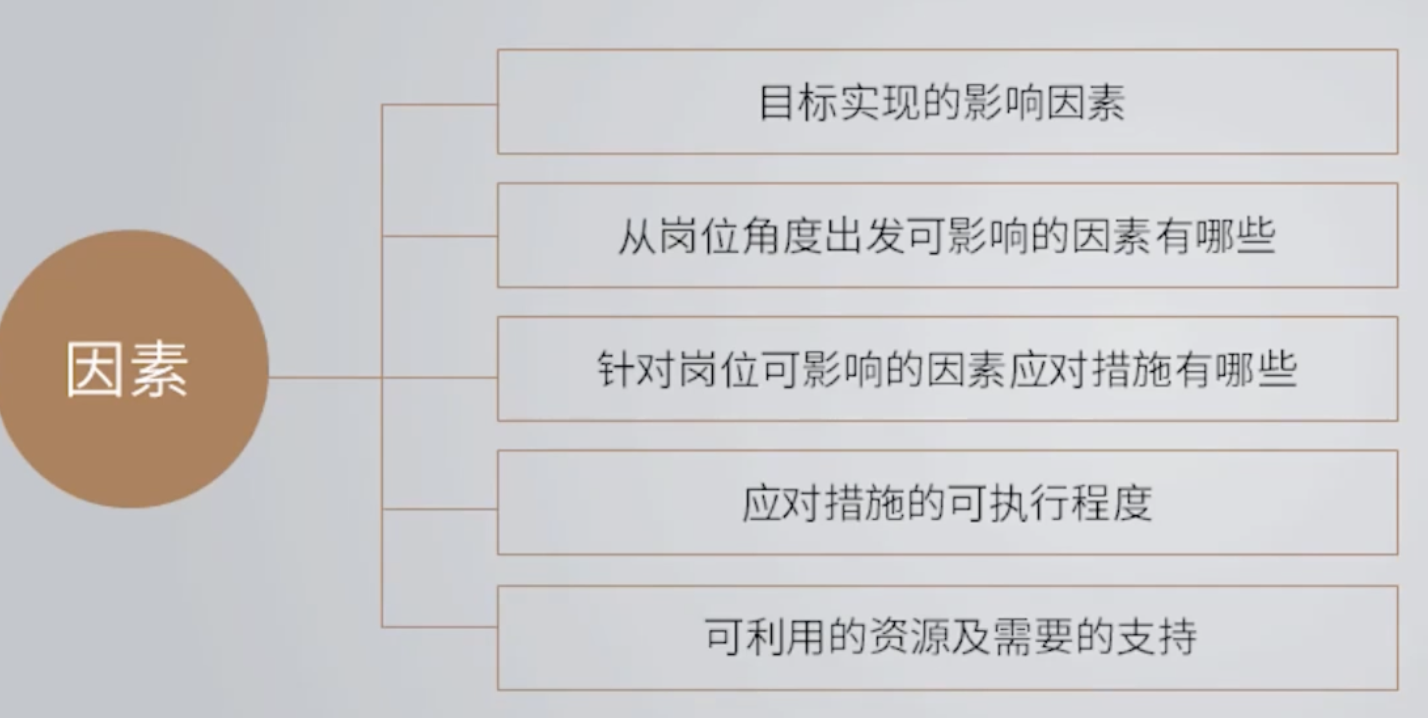 因素
目标实现的影响因素
从岗位角度出发可影响的因素有哪些
针对岗位可影响的因素应对措施有哪些
应对措施的可执行程度
可利用的资源及需要的支持